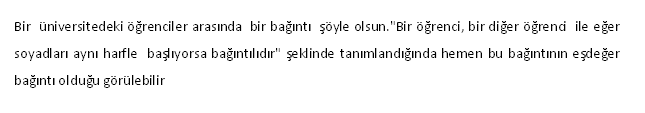 Bir üniversitedeki öğrenciler arasında bir bağıntı şöyle olsun."Bir öğrenci, bir diğer öğrenci ile eğer
soyadları aynı harfle başlıyorsa bağıntılıdır" şeklinde tanımlandığında hemen bu bağıntının eşdeğer
bağıntı olduğu görülebilir